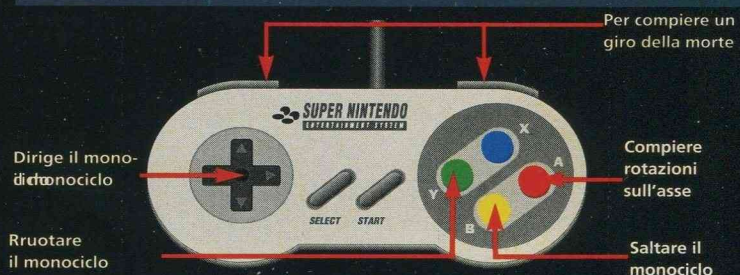 Per compiere un
giro della morte
SUPER NINTENDO
ENTERTAINMENT SYSTEM
X
A
Y
B
SELECT START
Dirige il mono-
monociclo
Compiere
rotazioni
sull'asse
Rruotare
il monociclo
Saltare il
monociclo